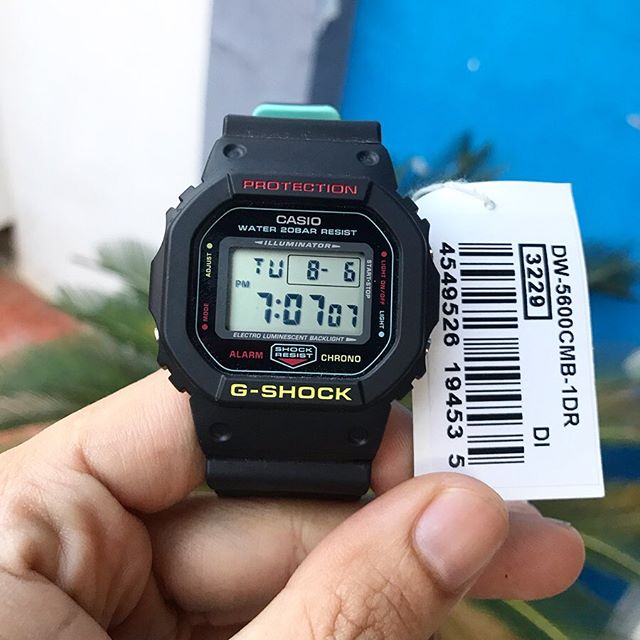 PROTECTION
CASIO
WATER 20BAR RESIST
ILLUMINATOR
ADJUST
MODE
TU 8- 6
PM
7:07 07
START·STOP
LIGHT ON/OFF
LIGHT
ELECTRO LUMINESCENT BACKLIGHT
ALARM
SHOCK
RESIST
CHRONO
G-SHOCK
DW-5600CMB-1DR
3229
DI
4549526 19453 5